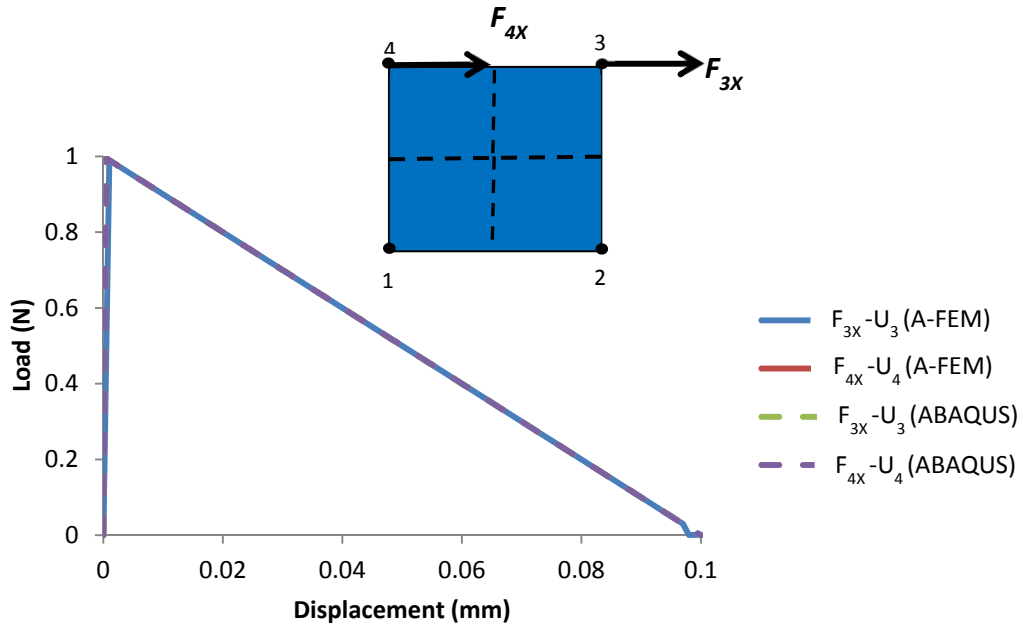 F4X
4
3
F3X
1
2
1
0.8
0.6
0.4
0.2
0
Load (N)
0
0.02
0.04
0.06
0.08
0.1
Displacement (mm)
F3X -U3 (A-FEM)
F4X -U4 (A-FEM)
F3X -U3 (ABAQUS)
F4X -U4 (ABAQUS)